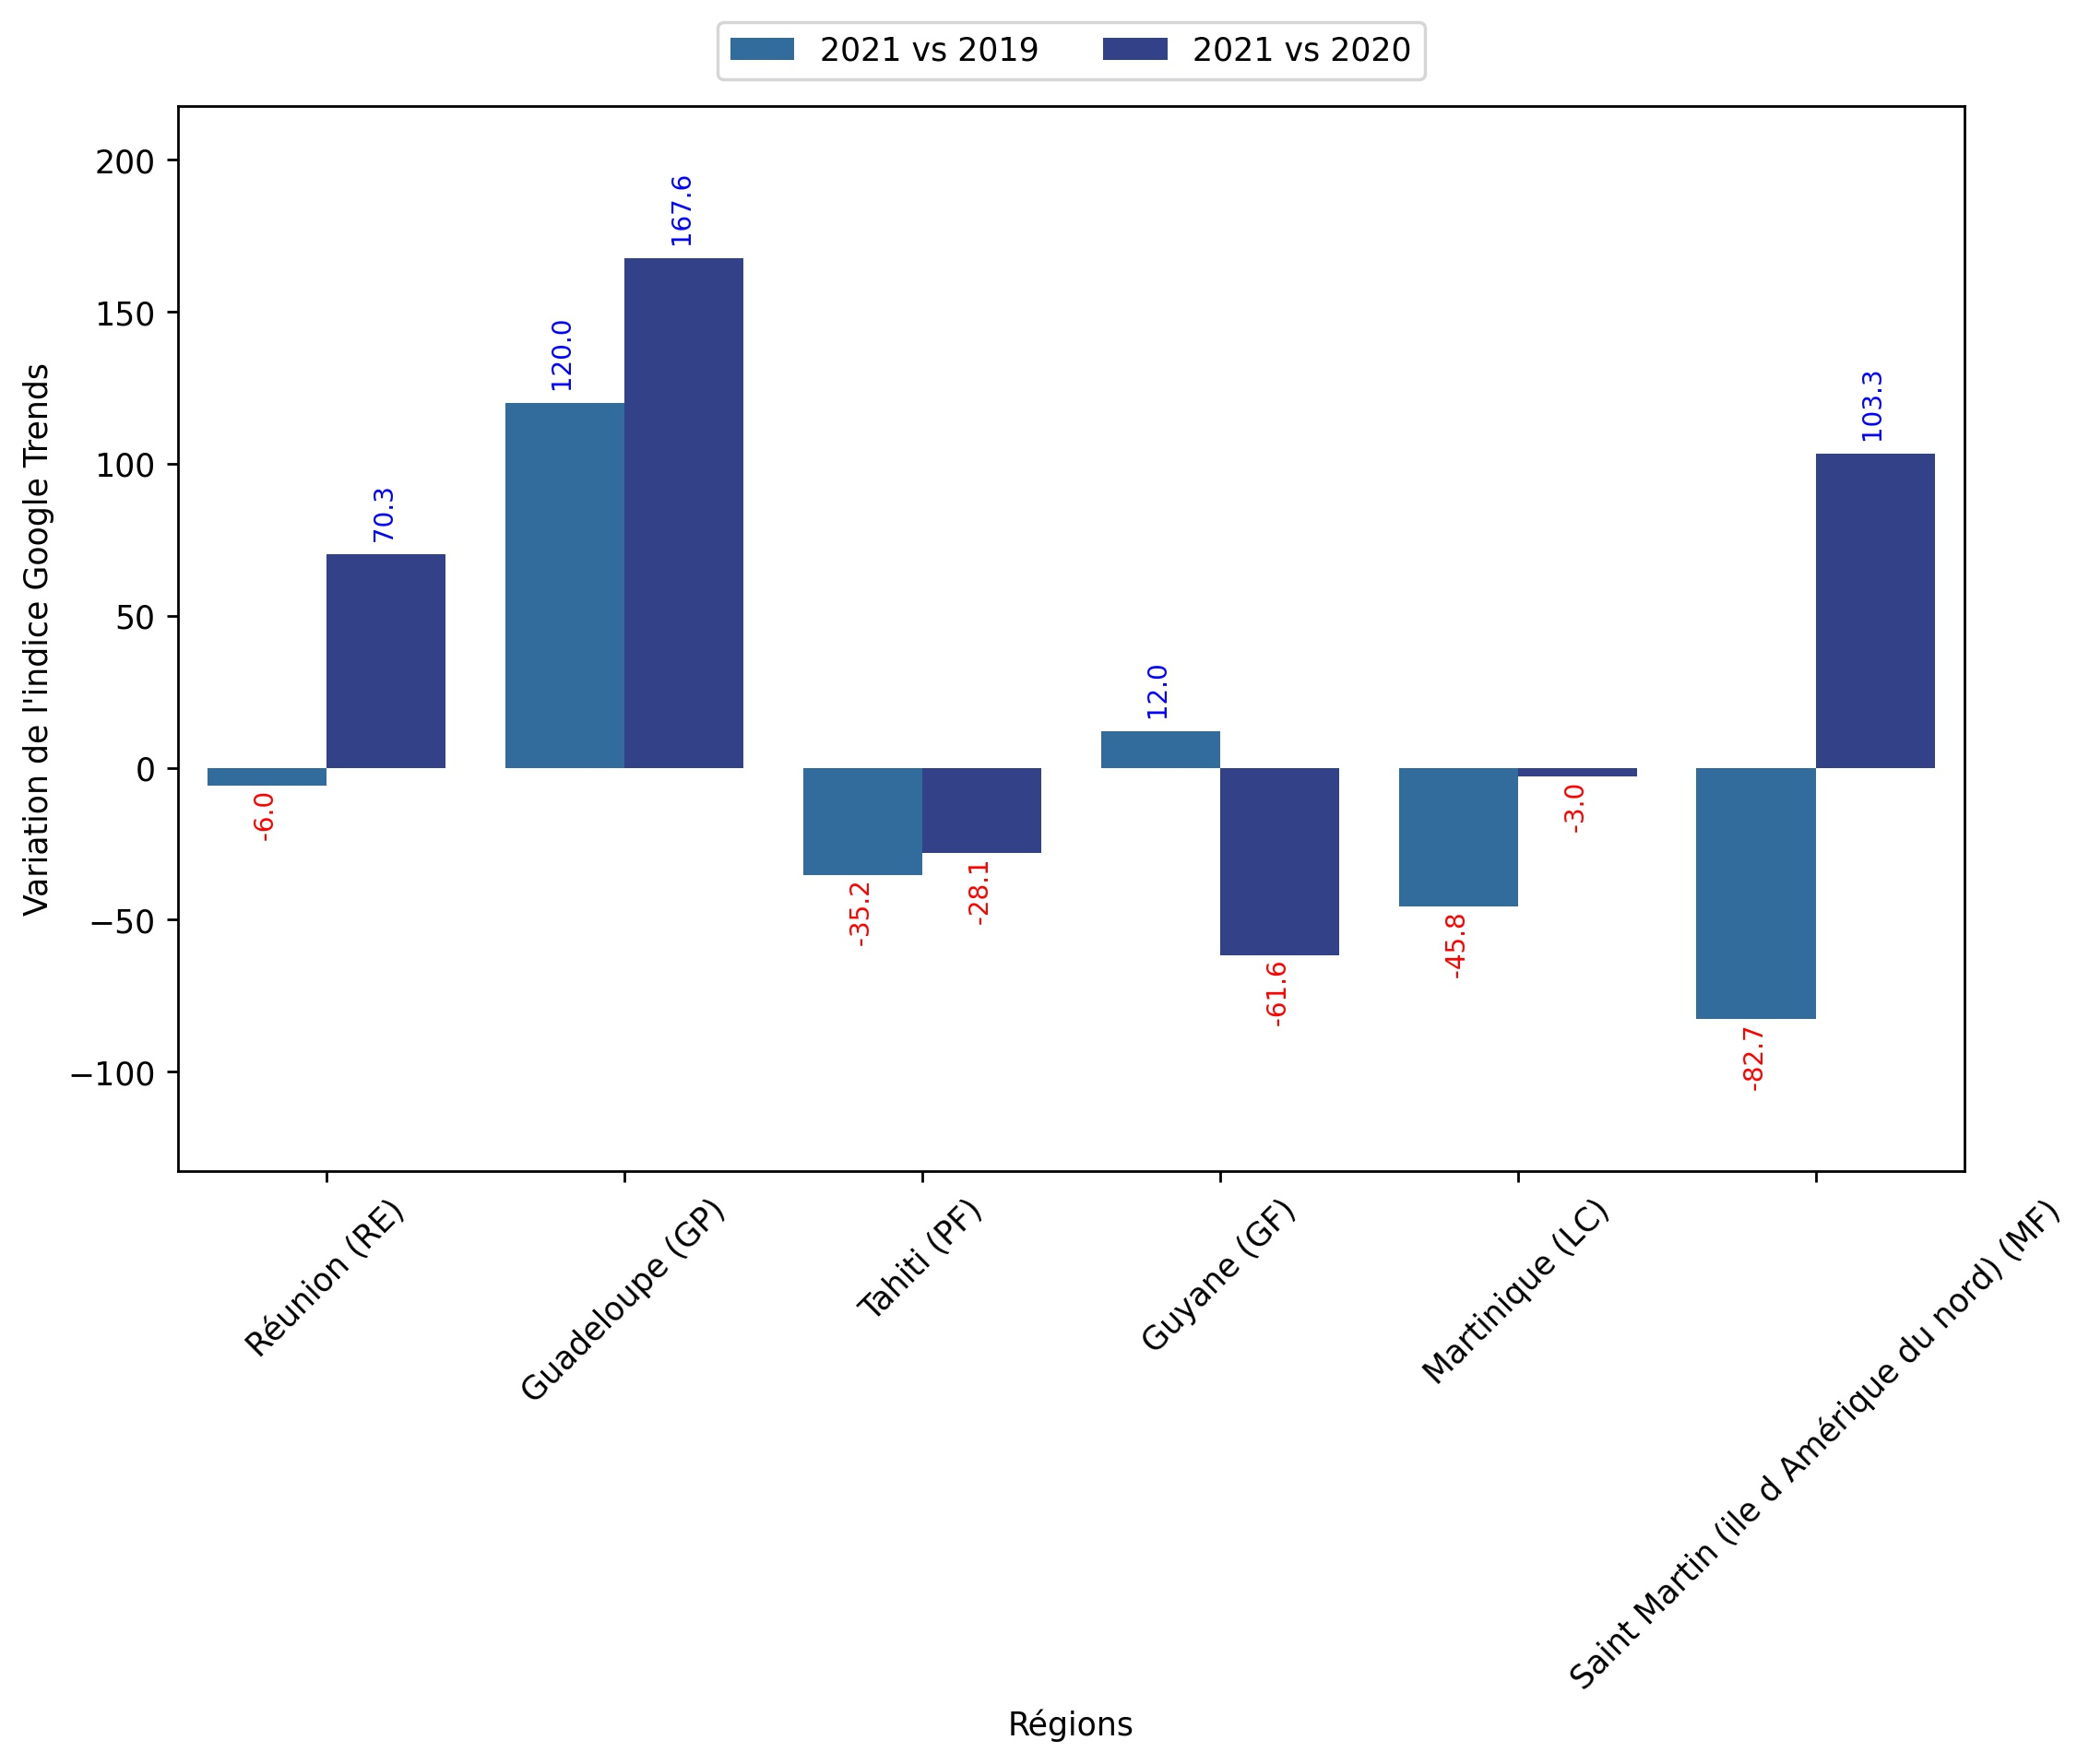 2021 vs 2019
2021 vs 2020
Variation de l'indice Google Trends
200
150
100
50
0
−50
−100
-6.0
70.3
120.0
167.6
-35.2
-28.1
12.0
-61.6
-45.8
-3.0
-82.7
103.3
Réunion (RE)
Guadeloupe (GP)
Tahiti (PF)
Guyane (GF)
Martinique (LC)
Saint Martin (ile d Amérique du nord) (MF)
Régions